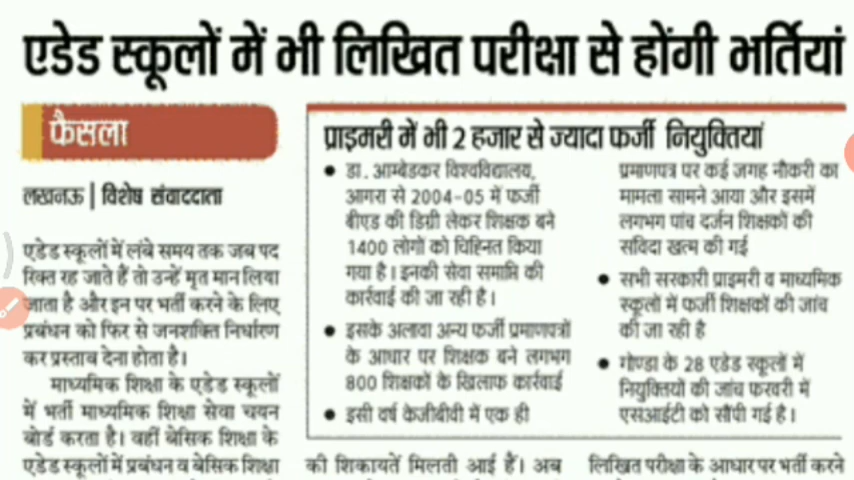 एडेड स्कूलों में भी लिखित परीक्षा से होंगी भर्तियां
फैसला
लखनऊ | विशेष संवाददाता
एडेड स्कूलों में लंबे समय तक जब पद
रिक्त रह जाते हैं तो उन्हें मृत मान लिया
जाता है और इन पर भर्ती करने के लिए
प्रबंधन को फिर से जनशक्ति निर्धारण
कर प्रस्ताव देना होता है।
माध्यमिक शिक्षा के एडेड स्कूलों
में भर्ती माध्यमिक शिक्षा सेवा चयन
बोर्ड करता है। वहीं बेसिक शिक्षा के
एडेड स्कूलों में प्रबंधन व बेसिक शिक्षा
प्राइमरी में भी 2 हजार से ज्यादा फर्जी नियुक्तियां
● डा. आम्बेडकर विश्वविद्यालय,
आगरा से 2004-05 में फर्जी
बीएड की डिग्री लेकर शिक्षक बने
1400 लोगों को चिह्नित किया
गया है। इनकी सेवा समाप्ति की
कार्रवाई की जा रही है।
● इसके अलावा अन्य फर्जी प्रमाणपत्रों
के आधार पर शिक्षक बने लगभग
800 शिक्षकों के खिलाफ कार्रवाई
● इसी वर्ष केजीबीवी में एक ही
प्रमाणपत्र पर कई जगह नौकरी का
मामला सामने आया और इसमें
लगभग पांच दर्जन शिक्षकों की
संविदा खत्म की गई
● सभी सरकारी प्राइमरी व माध्यमिक
स्कूलों में फर्जी शिक्षकों की जांच
की जा रही है
● गोण्डा के 28 एडेड स्कूलों में
नियुक्तियों की जांच फरवरी में
एसआईटी को सौंपी गई है।
की शिकायतें मिलती आई हैं। अब
लिखित परीक्षा के आधार पर भर्ती करने